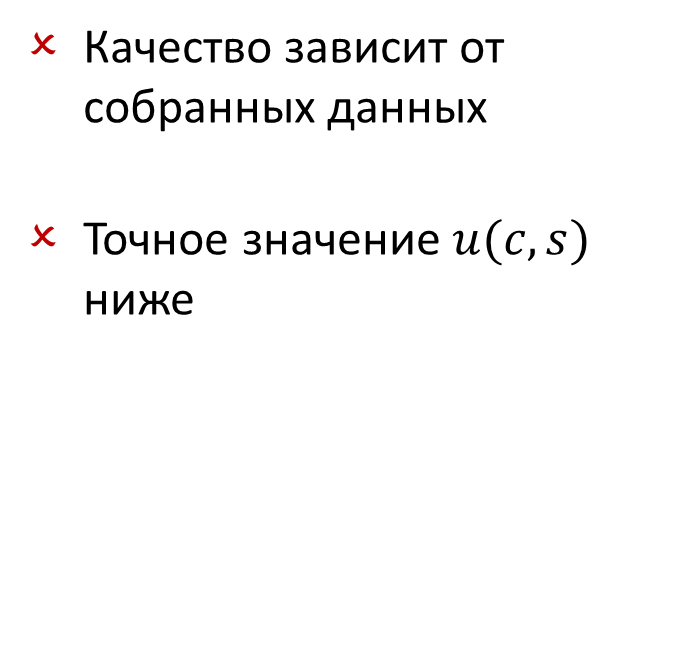 × Качество зависит от
собранных данных
× Точное значение u(c, s)
ниже